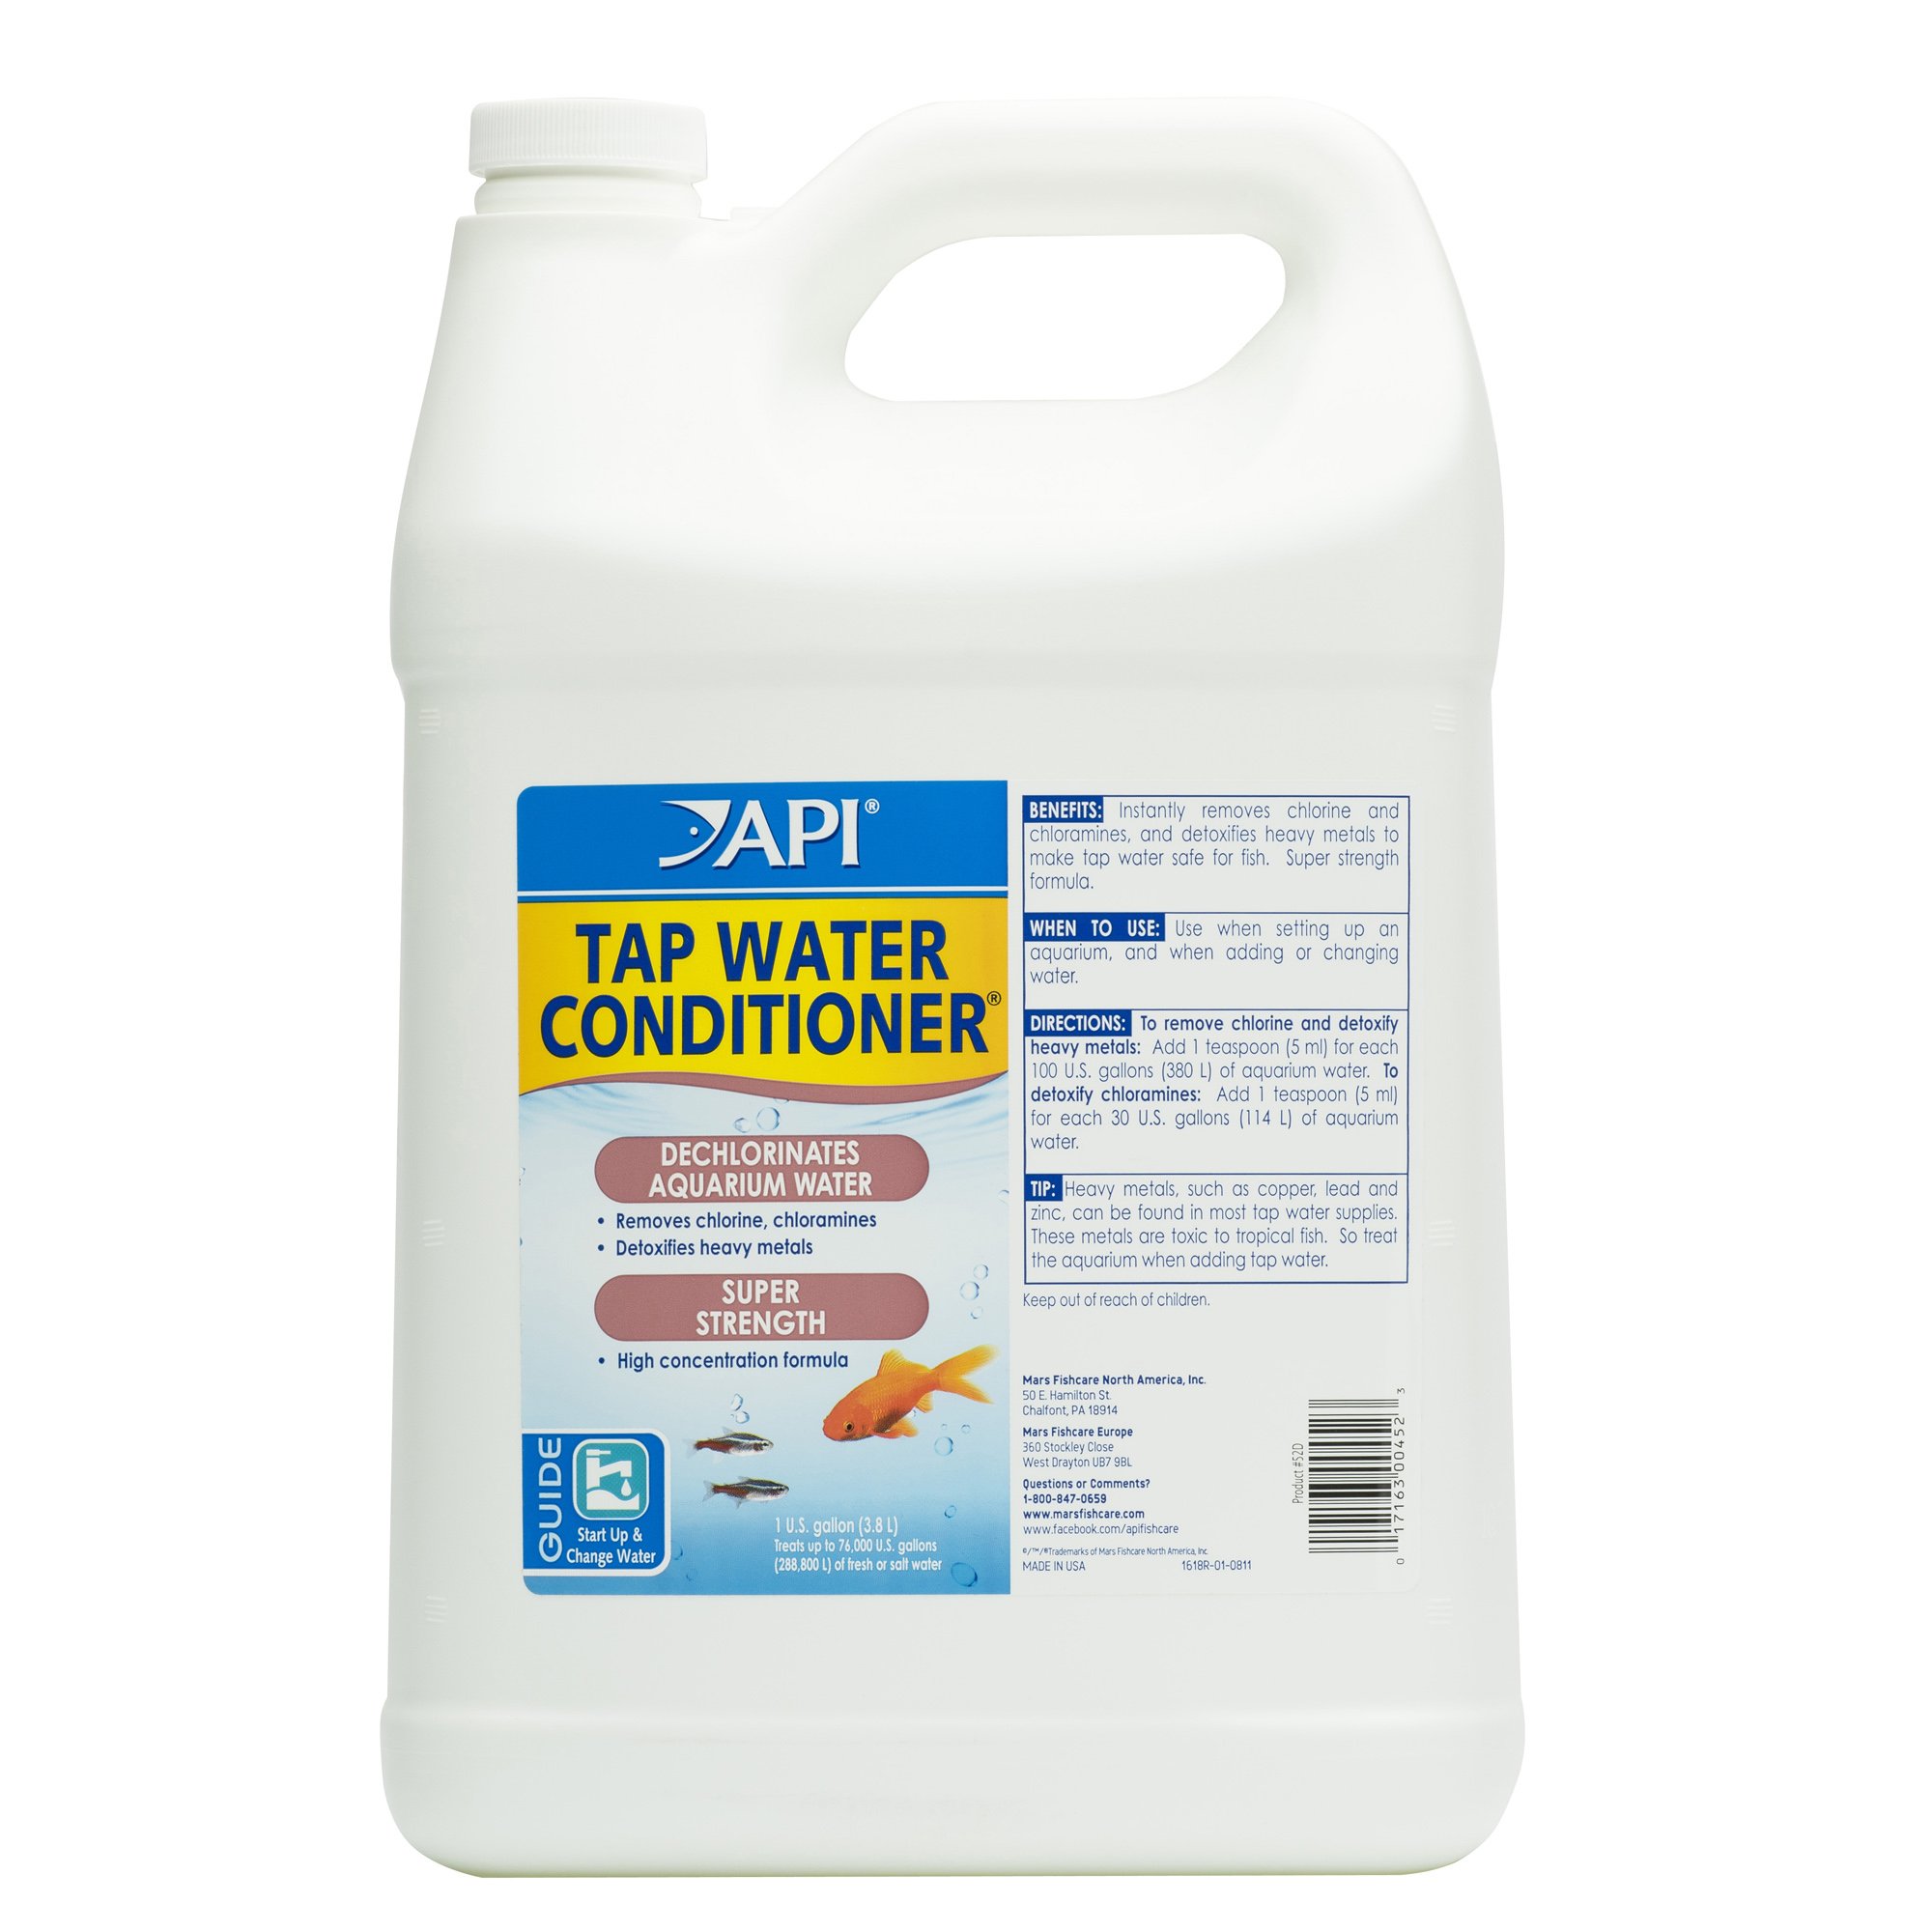 API®
TAP WATER
CONDITIONER®
DECHLORINATES
AQUARIUM WATER
• Removes chlorine, chloramines
• Detoxifies heavy metals
SUPER
STRENGTH
• High concentration formula
GUIDE
Start Up &
Change Water
1 U.S. gallon (3.8 L)
Treats up to 76,000 U.S. gallons
(288,800 L) of fresh or salt water
BENEFITS: Instantly removes chlorine and
chloramines, and detoxifies heavy metals to
make tap water safe for fish. Super strength
formula.
WHEN TO USE: Use when setting up an
aquarium, and when adding or changing
water.
DIRECTIONS: To remove chlorine and detoxify
heavy metals: Add 1 teaspoon (5 ml) for each
100 U.S. gallons (380 L) of aquarium water. To
detoxify chloramines: Add 1 teaspoon (5 ml)
for each 30 U.S. gallons (114 L) of aquarium
water.
TIP: Heavy metals, such as copper, lead and
zinc, can be found in most tap water supplies.
These metals are toxic to tropical fish. So treat
the aquarium when adding tap water.
Keep out of reach of children.
Mars Fishcare North America, Inc.
50 E. Hamilton St.
Chalfont, PA 18914
Mars Fishcare Europe
360 Stockley Close
West Drayton UB7 9BL
Questions or Comments?
1-800-847-0659
www.marsfishcare.com
www.facebook.com/apifishcare
©/™/®Trademarks of Mars Fishcare North America, Inc.
MADE IN USA 1618R-01-0811
Product #52D
0 17163 00452 3